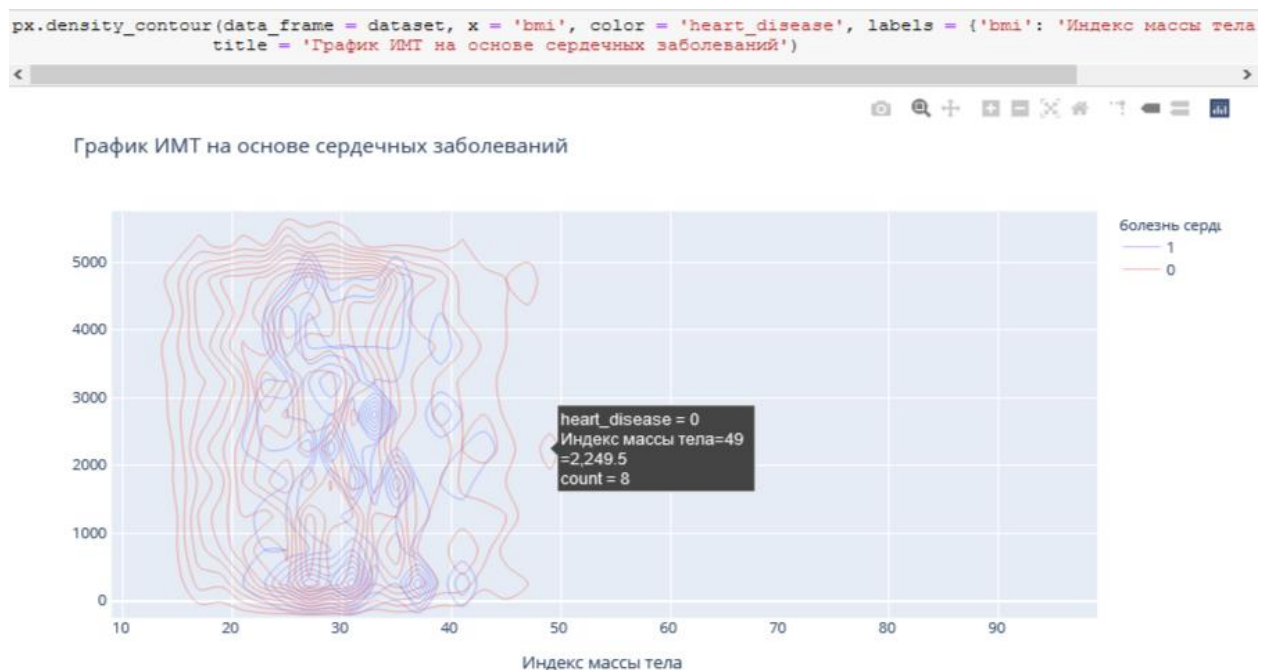 px.density_contour(data_frame = dataset, x = 'bmi', color = 'heart_disease', labels = {'bmi': 'Индекс массы тела
title = 'График ИМТ на основе сердечных заболеваний')
График ИМТ на основе сердечных заболеваний
болезнь
1
0
5000
4000
3000
2000
1000
0
heart_disease = 0
Индекс массы тела=49
=2,249.5
count = 8
10 20 30 40 50 60 70 80 90
Индекс массы тела